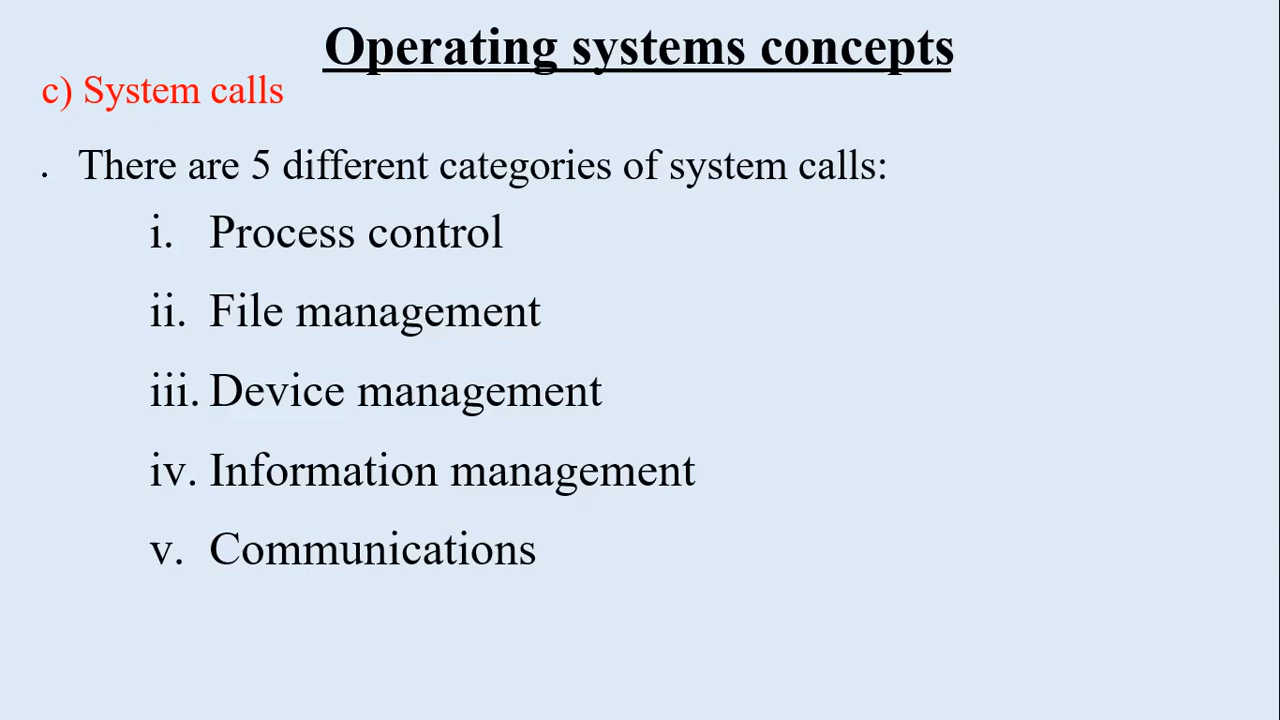 Operating systems concepts
c) System calls
. There are 5 different categories of system calls:
i. Process control
ii. File management
iii. Device management
iv. Information management
v. Communications